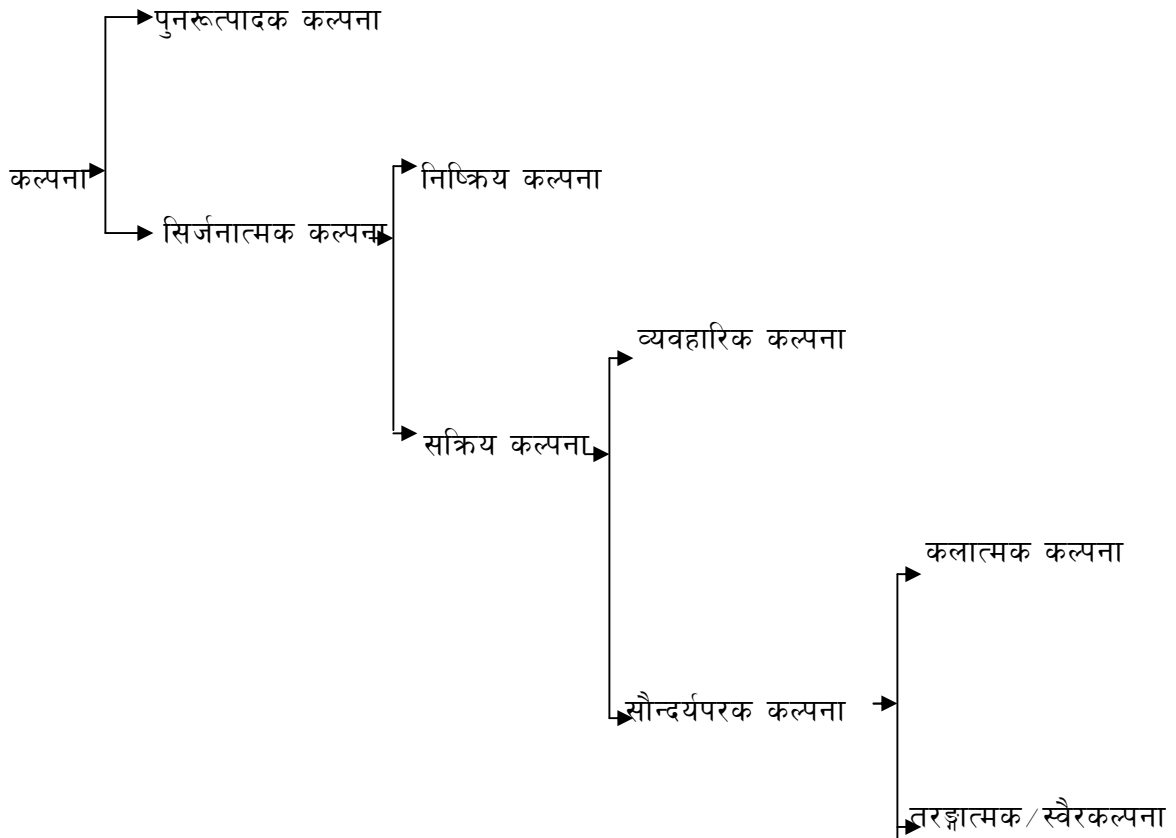 पुनरूत्पादक कल्पना
कल्पना
निष्क्रिय कल्पना
सिर्जनात्मक कल्पना
व्यवहारिक कल्पना
सक्रिय कल्पना
कलात्मक कल्पना
सौन्दर्यपरक कल्पना
तरङ्गात्मक/स्वैरकल्पना